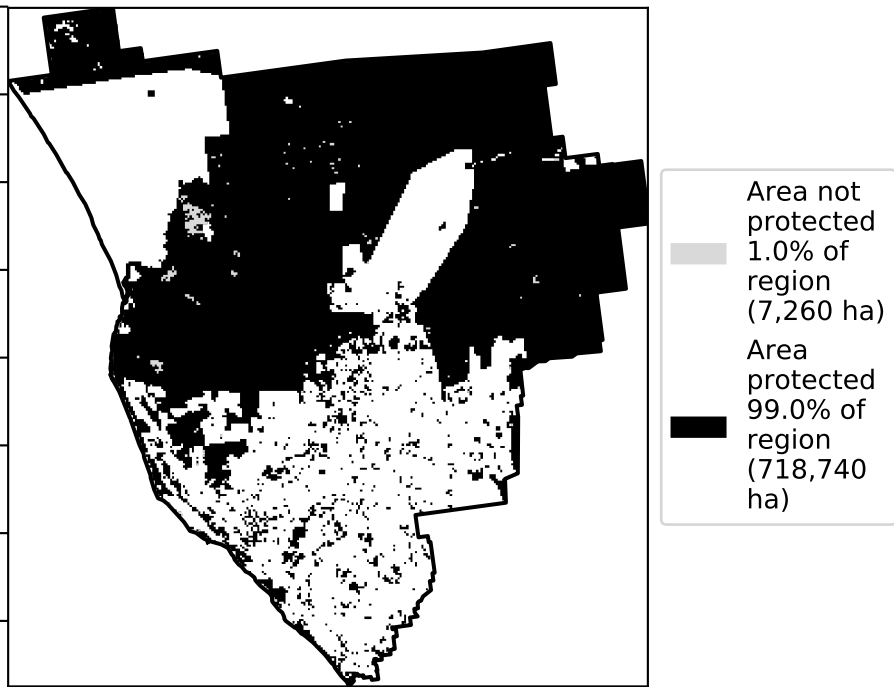 Area not
protected
1.0% of
region
(7,260 ha)
Area
protected
99.0% of
region
(718,740
ha)